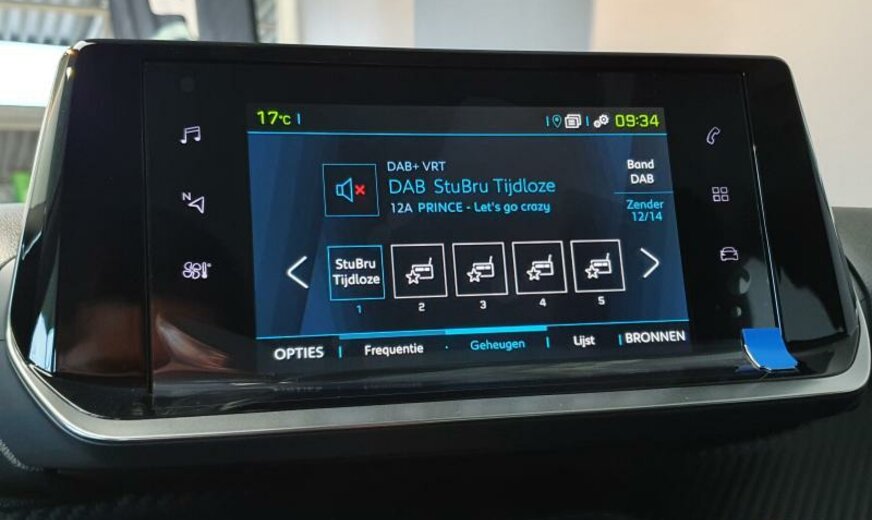 17°C
09:34
N
DAB+ VRT
DAB StuBru Tijdloze
12A PRINCE - Let's go crazy
Band
DAB
Zender
12/14
StuBru
Tijdloze
1
2
3
4
5
OPTIES
Frequentie
Geheugen
Lijst
BRONNEN